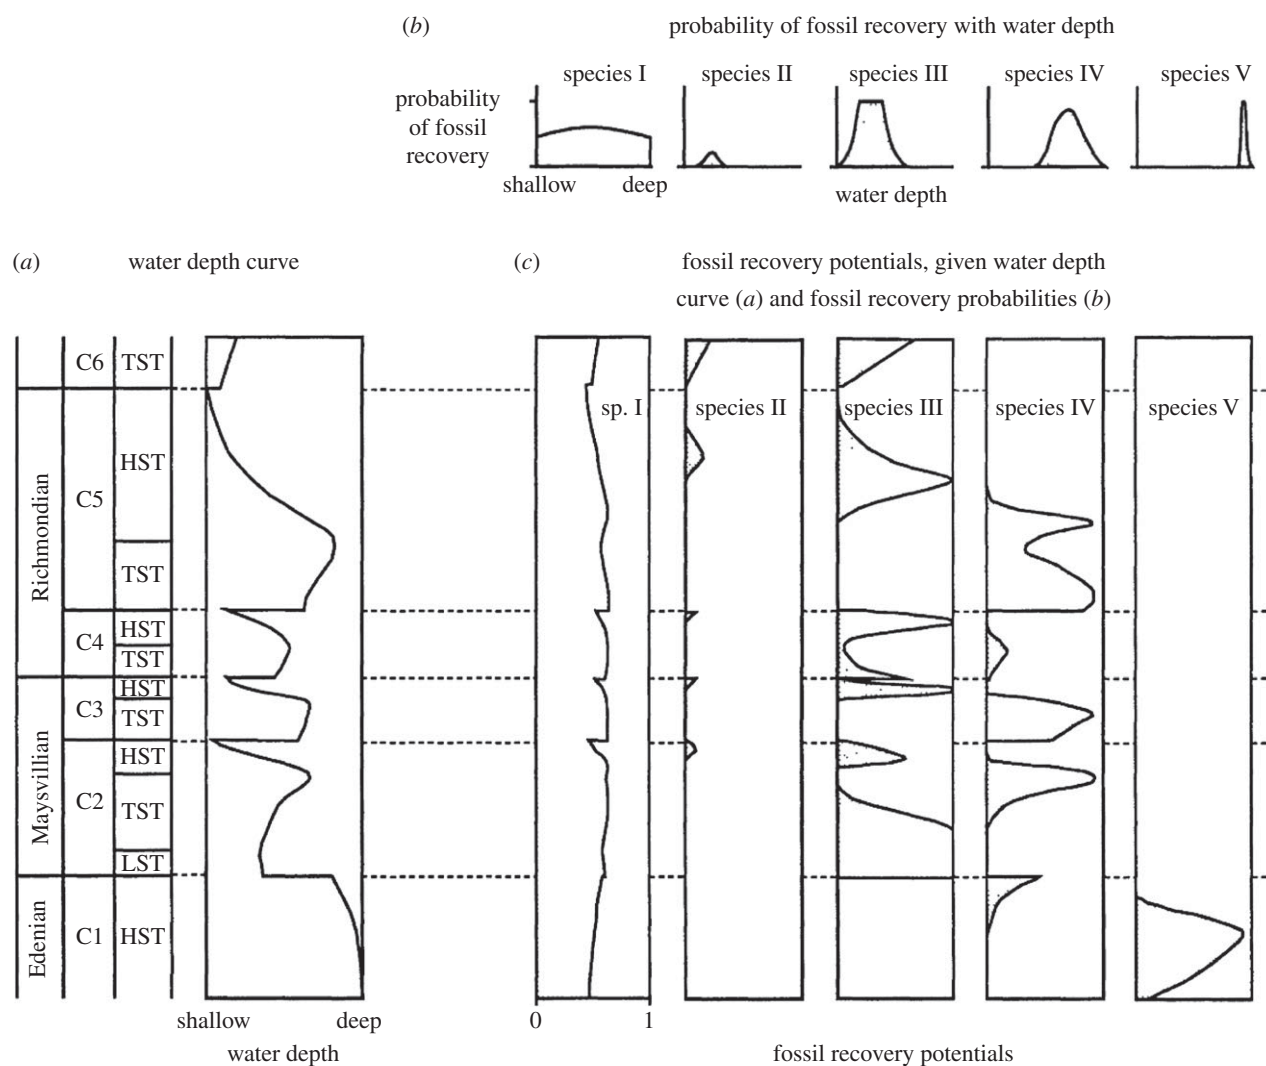 (b) probability of fossil recovery with water depth
species I species II species III species IV species V
probability
of fossil
recovery
shallow deep
water depth
(a) water depth curve
(c) fossil recovery potentials, given water depth
curve (a) and fossil recovery probabilities (b)
C6 TST
sp. I species II species III species IV species V
Richmondian
C5
HST
TST
C4
HST
TST
Maysvillian
C3
HST
TST
C2
HST
TST
LST
Edenian
C1 HST
shallow deep
water depth
0 1
fossil recovery potentials